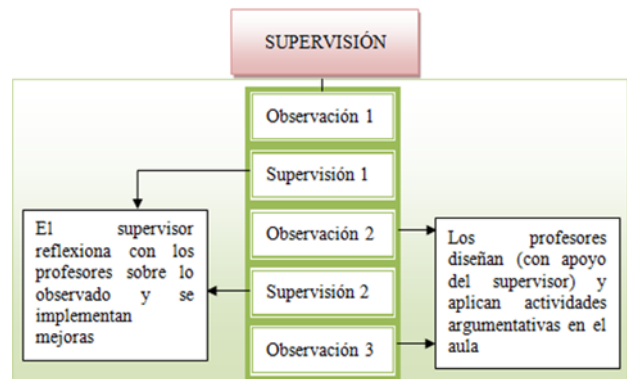 SUPERVISIÓN
Observación 1
Supervisión 1
Observación 2
Supervisión 2
Observación 3
El supervisor
reflexiona con los
profesores sobre lo
observado y se
implementan
mejoras
Los profesores
diseñan (con apoyo
del supervisor) y
aplican actividades
argumentativas en el
aula